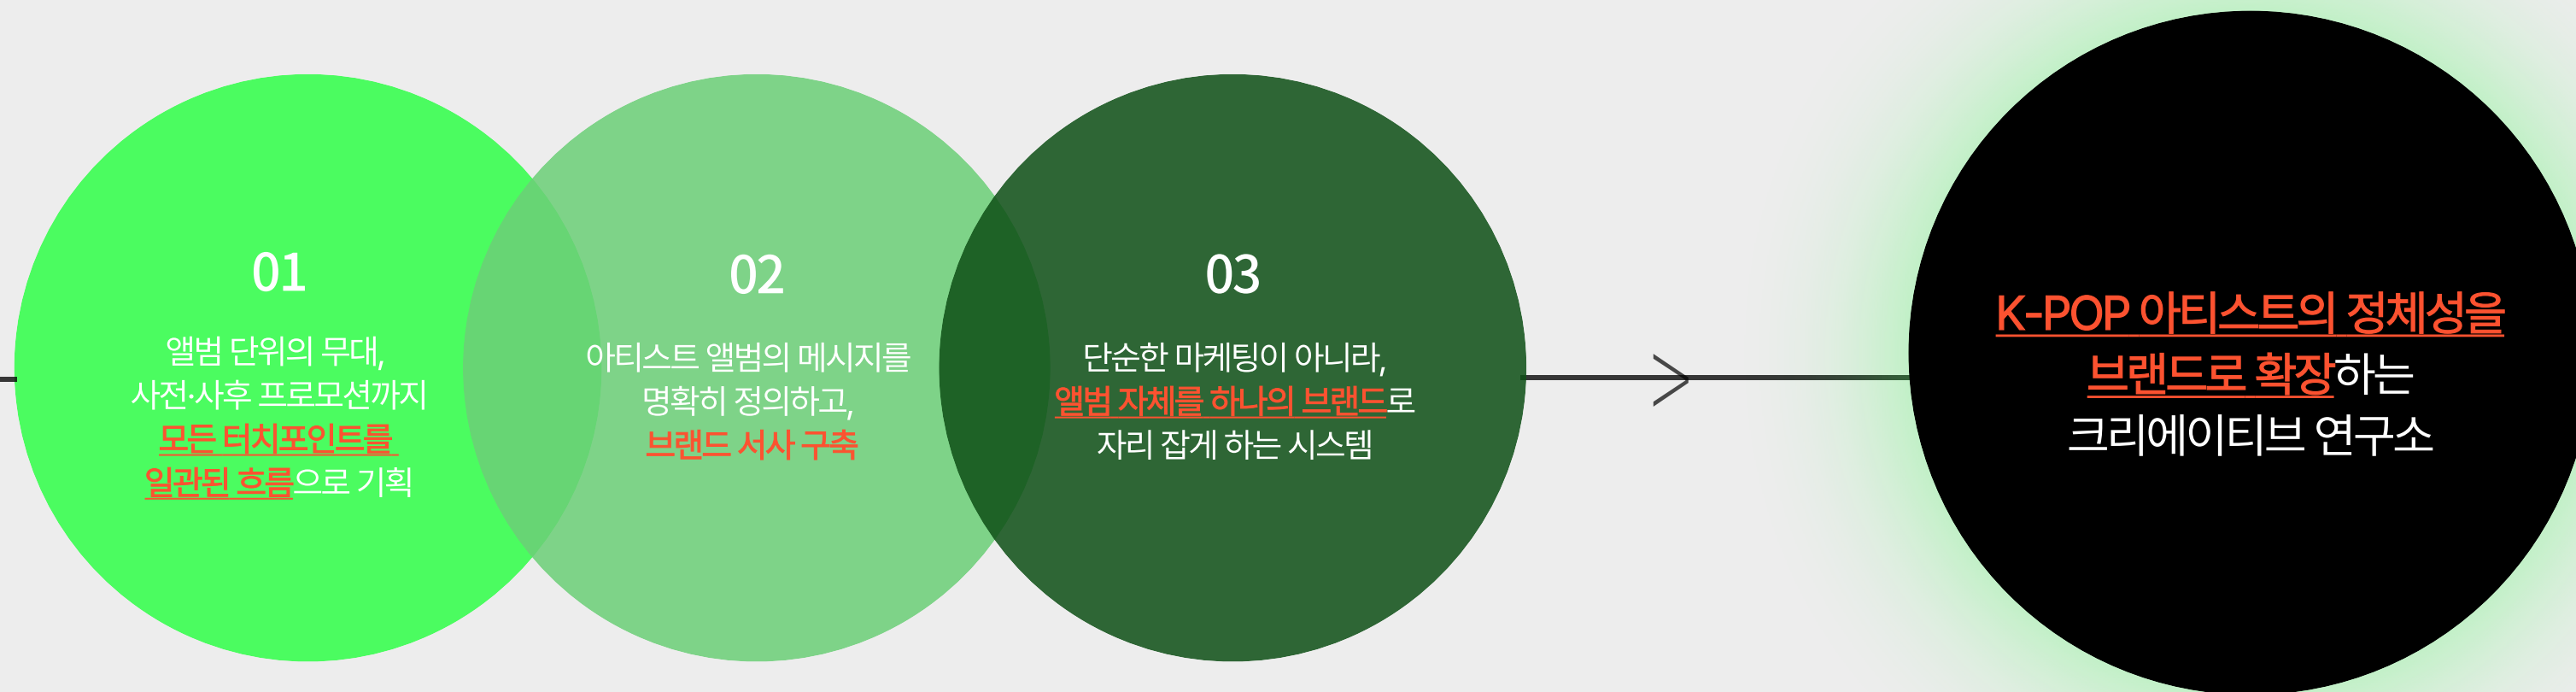 01
앨범 단위의 무대,
사전·사후 프로모션까지
모든 터치포인트를
일관된 흐름으로 기획
02
아티스트 앨범의 메시지를
명확히 정의하고,
브랜드 서사 구축
03
단순한 마케팅이 아니라,
앨범 자체를 하나의 브랜드로
자리 잡게 하는 시스템
K-POP 아티스트의 정체성을
브랜드로 확장하는
크리에이티브 연구소